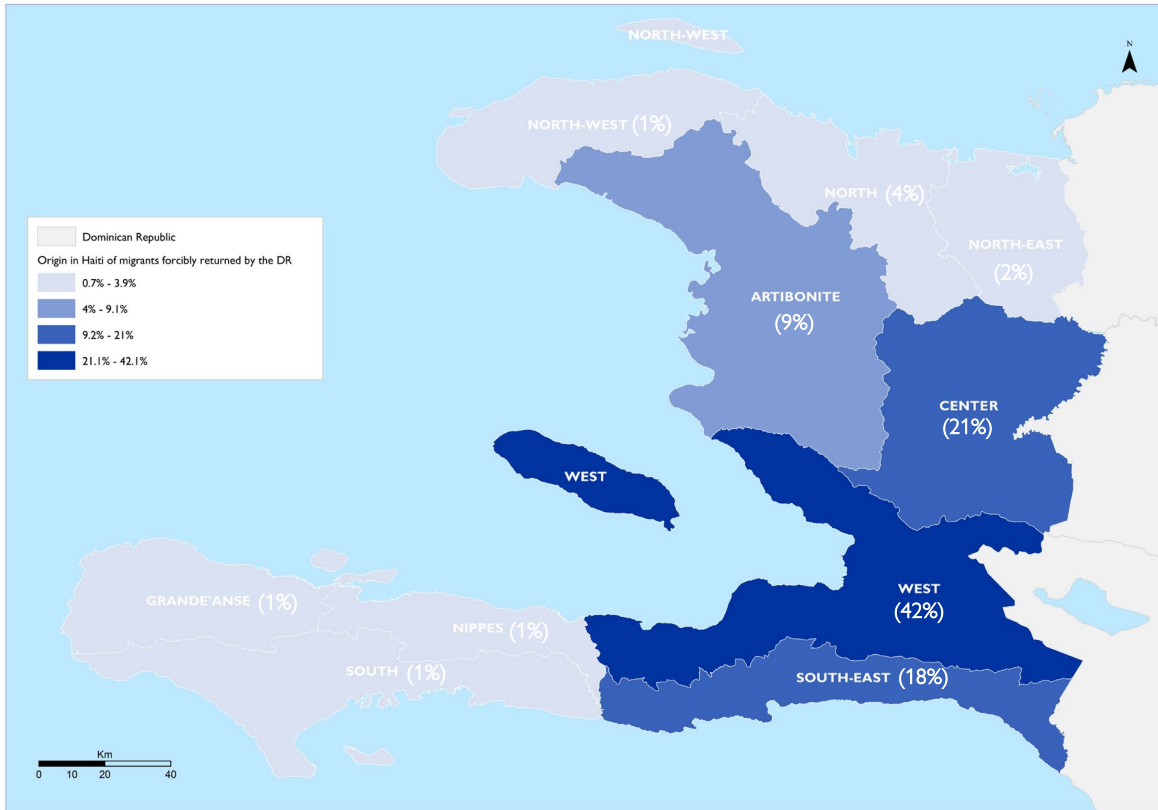 NORTH-WEST
N
NORTH-WEST (1%)
NORTH (4%)
NORTH-EAST
(2%)
Dominican Republic
Origin in Haiti of migrants forcibly returned by the DR
0.7% - 3.9%
4% - 9.1%
9.2% - 21%
21.1% - 42.1%
ARTIBONITE
(9%)
CENTER
(21%)
WEST
WEST
(42%)
GRANDE'ANSE (1%)
NIPPES (1%)
SOUTH (1%)
SOUTH-EAST (18%)
Km
0 10 20 40